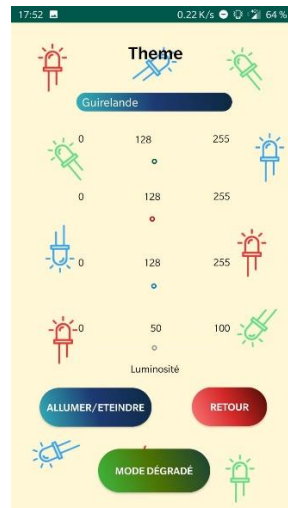 17:52 0.22 K/s 64 %
Theme
Guirelande
0 128 255
0 128 255
0 128 255
0 50 100
Luminosité
ALLUMER/ETEINDRE RETOUR
MODE DÉGRADÉ